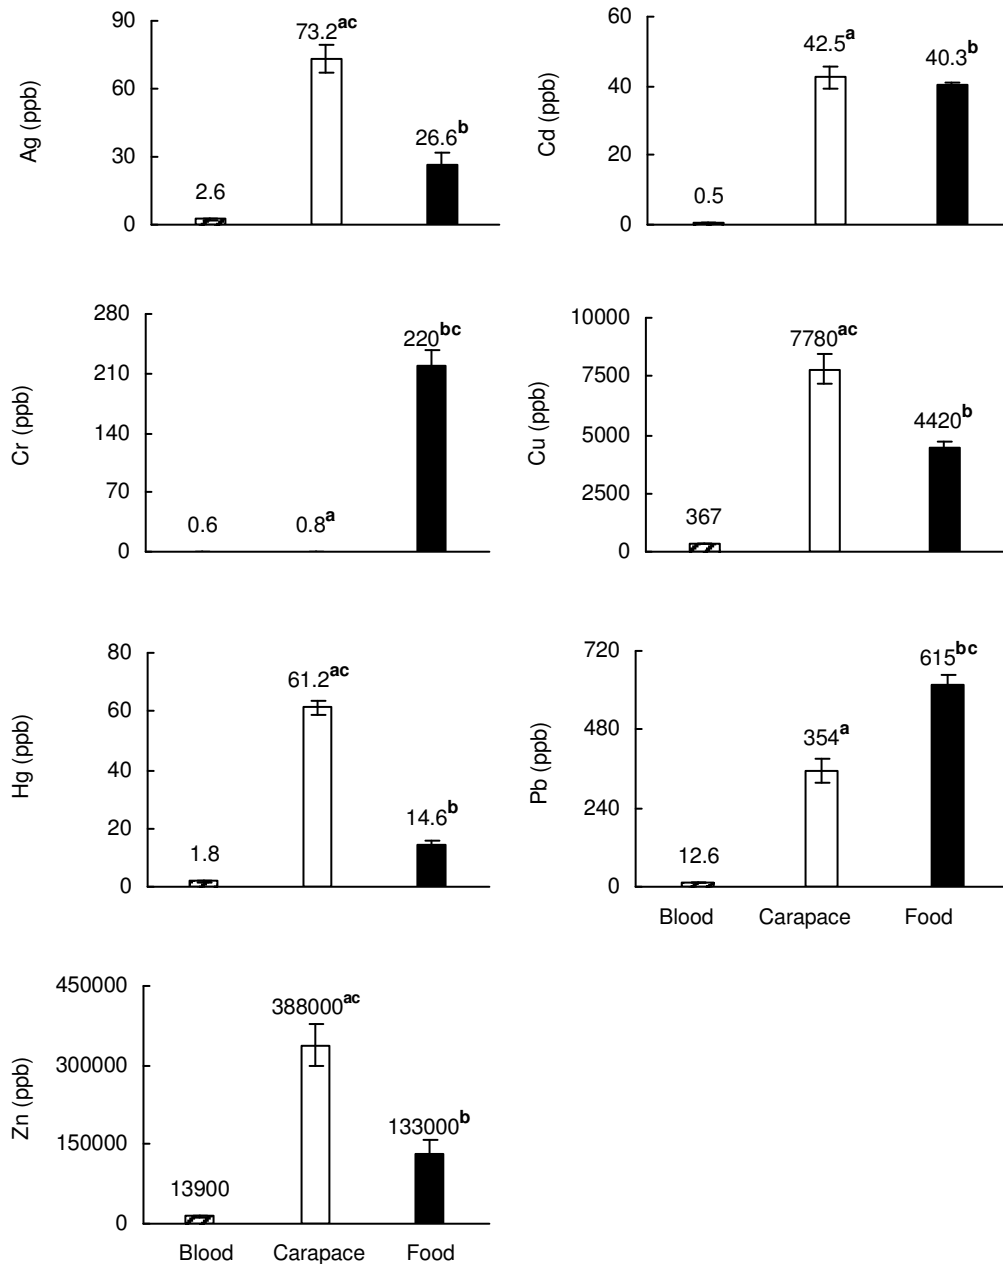 Ag (ppb)
90
60
30
0
2.6
73.2ac
26.6b
Cd (ppb)
60
40
20
0
0.5
42.5a
40.3b
Cr (ppb)
280
210
140
70
0
0.6
0.8a
220bc
Cu (ppb)
10000
7500
5000
2500
0
367
7780ac
4420b
Hg (ppb)
80
60
40
20
0
1.8
61.2ac
14.6b
Pb (ppb)
720
480
240
0
12.6
354a
615bc
Blood Carapace Food
Zn (ppb)
450000
300000
150000
0
13900
388000ac
133000b
Blood Carapace Food